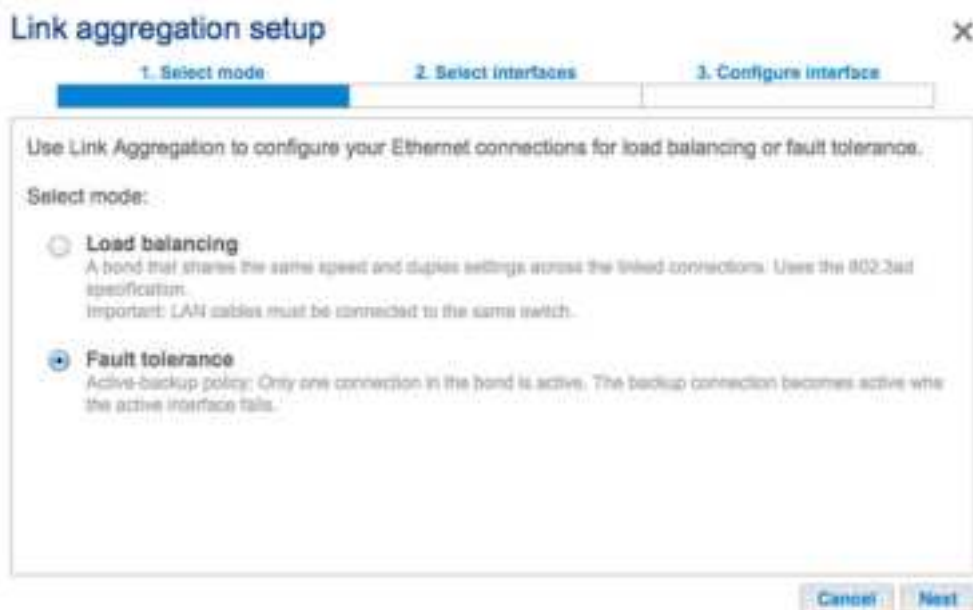 Link aggregation setup
1. Select mode
2. Select interfaces
3. Configure interface
Use Link Aggregation to configure your Ethernet connections for load balancing or fault tolerance.
Select mode:
Load balancing
A bond that shares the same speed and duplex settings across the linked connections. Uses the 802.3ad
specification.
Important: LAN cables must be connected to the same switch.
Fault tolerance
Active-backup policy: Only one connection in the bond is active. The backup connection becomes active whe
the active interface fails.
Cancel
Next